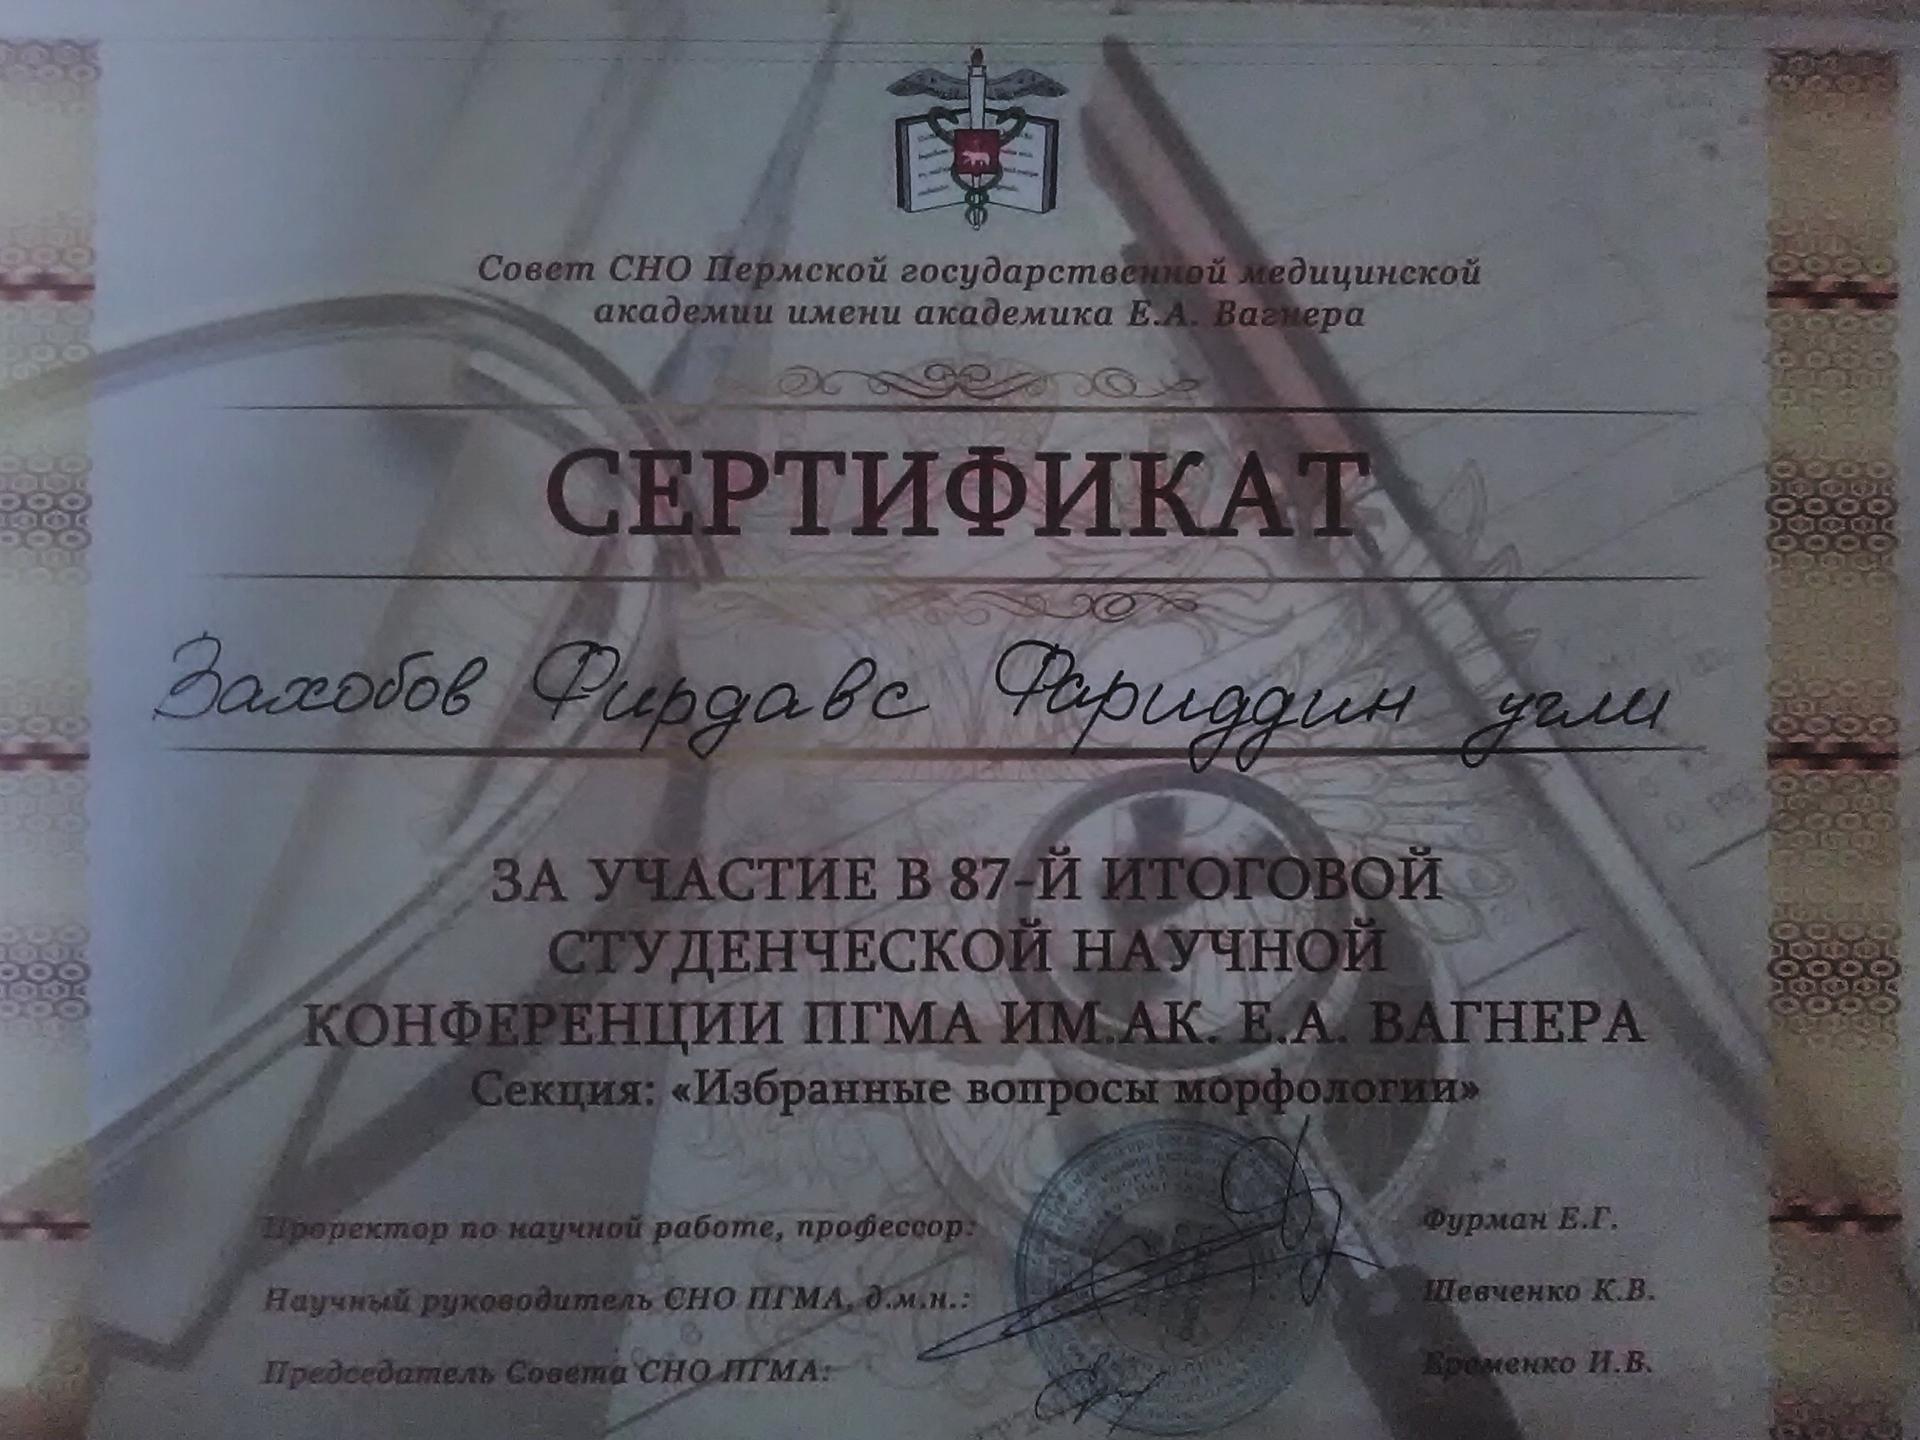 Совет СНО Пермской государственной медицинской
академии имени академика Е.А. Вагнера
СЕРТИФИКАТ
Захобов Фирдавс Фариддин угли
ЗА УЧАСТИЕ В 87-Й ИТОГОВОЙ
СТУДЕНЧЕСКОЙ НАУЧНОЙ
КОНФЕРЕНЦИИ ПГМА ИМ.АК. Е.А. ВАГНЕРА
Секция: «Избранные вопросы морфологии»
Проректор по научной работе, профессор: Фурман Е.Г.
Научный руководитель СНО ПГМА, д.м.н.: Шевченко К.В.
Председатель Совета СНО ПГМА: Еременко И.В.